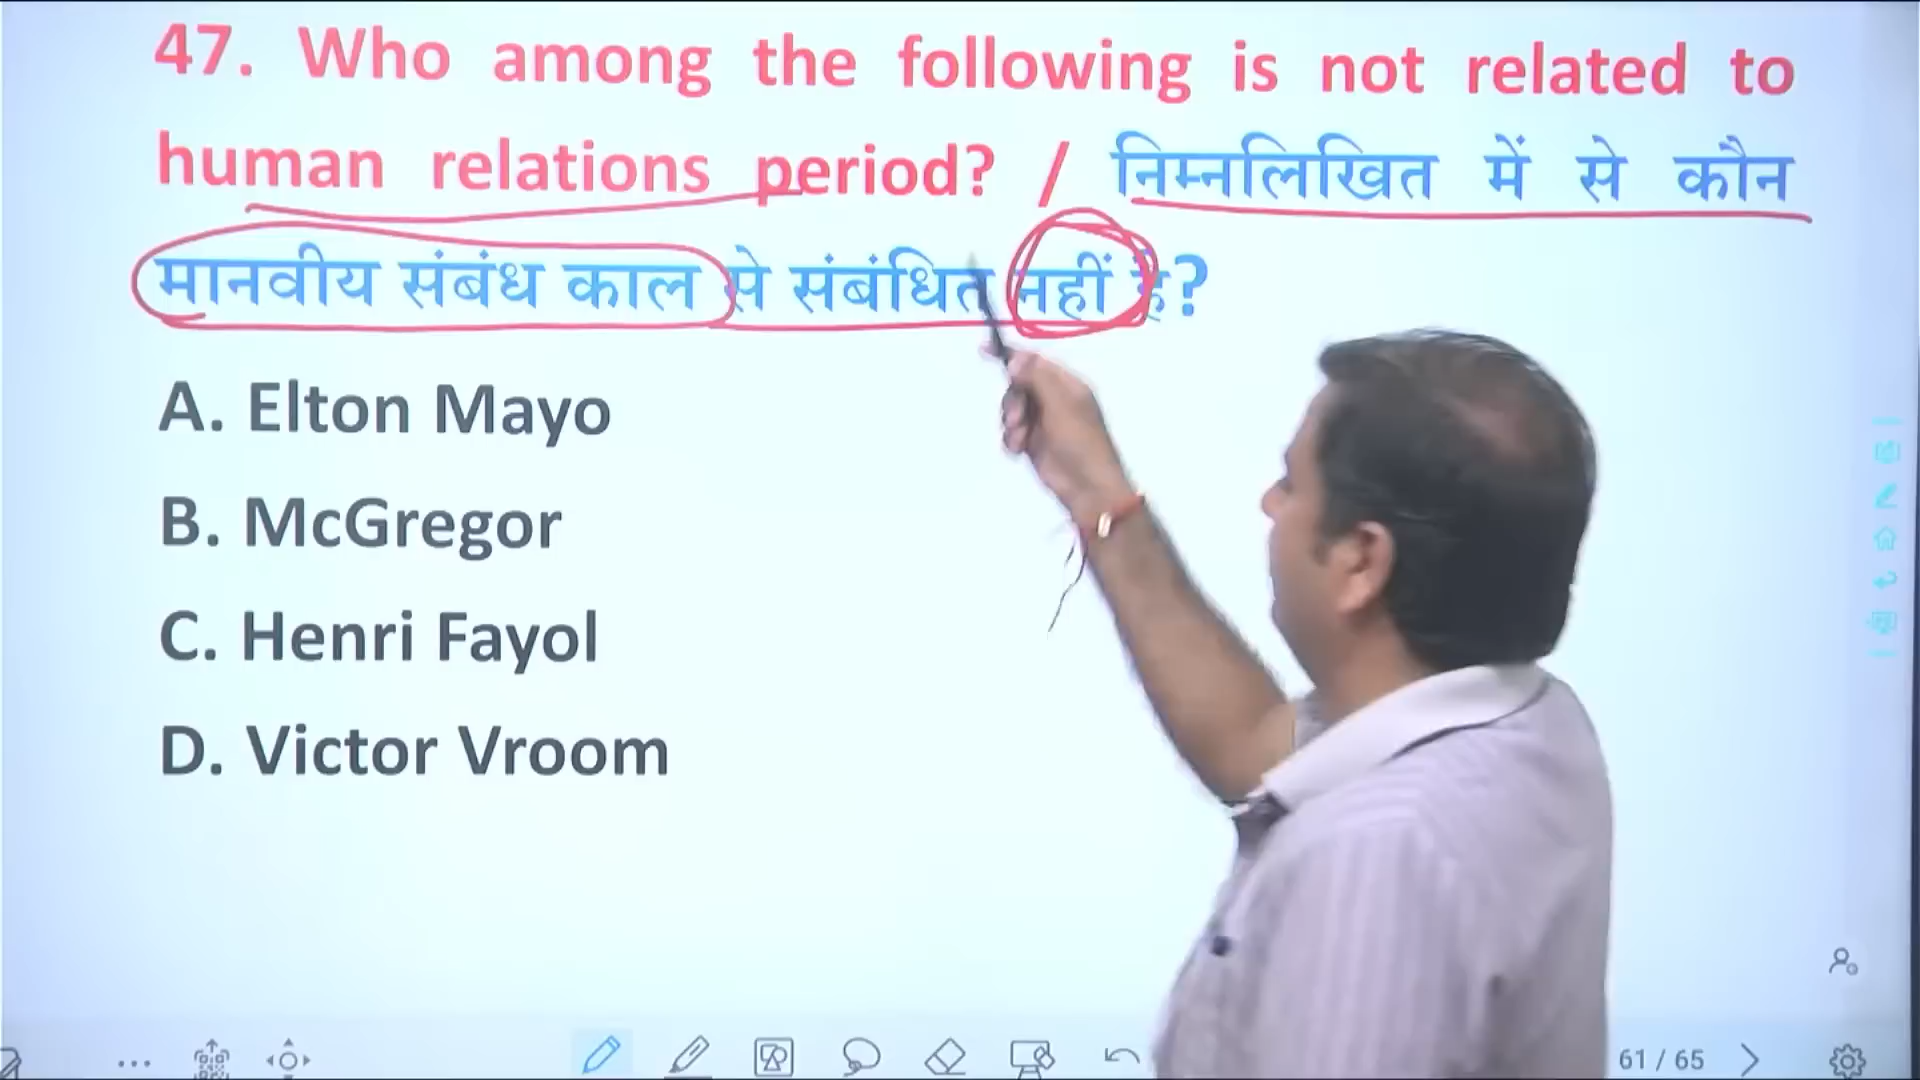 47. Who among the following is not related to
human relations period? / निम्नलिखित में से कौन
मानवीय संबंध काल से संबंधित नहीं है?
A. Elton Mayo
B. McGregor
C. Henri Fayol
D. Victor Vroom
61 / 65